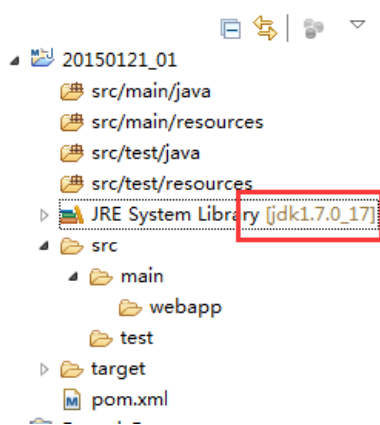 20150121_01
src/main/java
src/main/resources
src/test/java
src/test/resources
JRE System Library [jdk1.7.0_17]
src
main
webapp
test
target
pom.xml